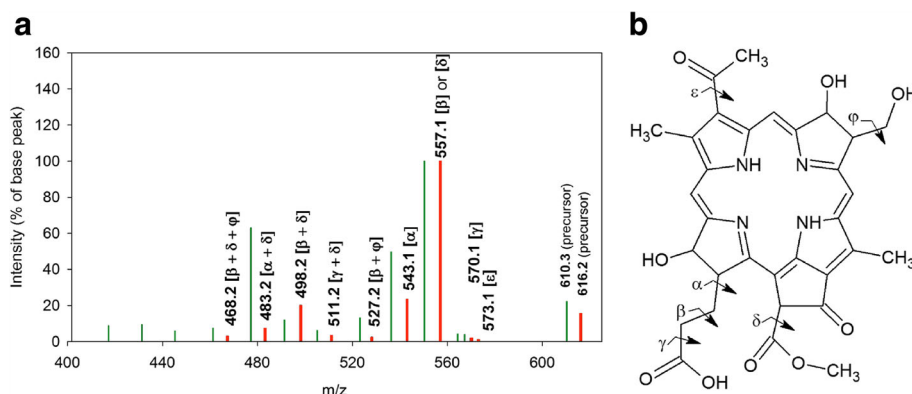 a
b
160
140
120
100
80
60
40
20
0
Intensity (% of base peak)
400
440
480
520
560
600
m/z
468.2 [β + δ + φ]
483.2 [α + δ]
498.2 [β + δ]
511.2 [γ + δ]
527.2 [β + φ]
543.1 [α]
557.1 [β] or [δ]
570.1 [γ]
573.1 [ε]
610.3 (precursor)
616.2 (precursor)
O
CH₃
OH
OH
ε
φ
H₃C
NH
N
N
NH
HO
CH₃
α
β
δ
O
γ
O
OH
O
O
CH₃